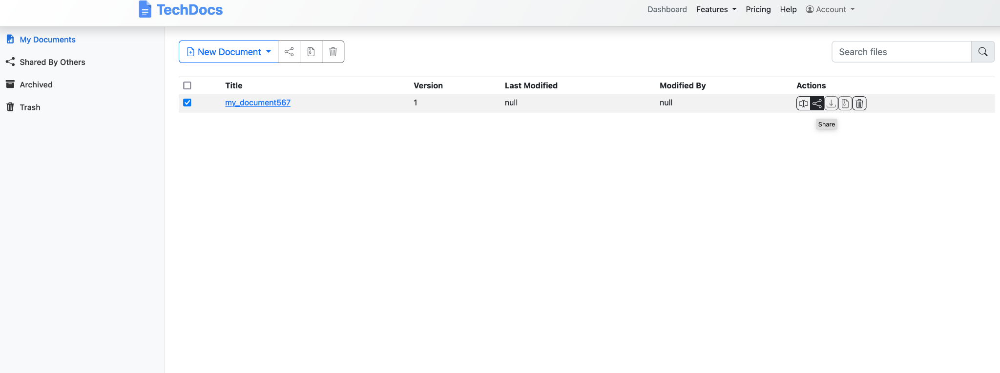 TechDocs
Dashboard Features Pricing Help Account
My Documents
Shared By Others
Archived
Trash
New Document
Search files
Title Version Last Modified Modified By Actions
my_document567 1 null null
Share